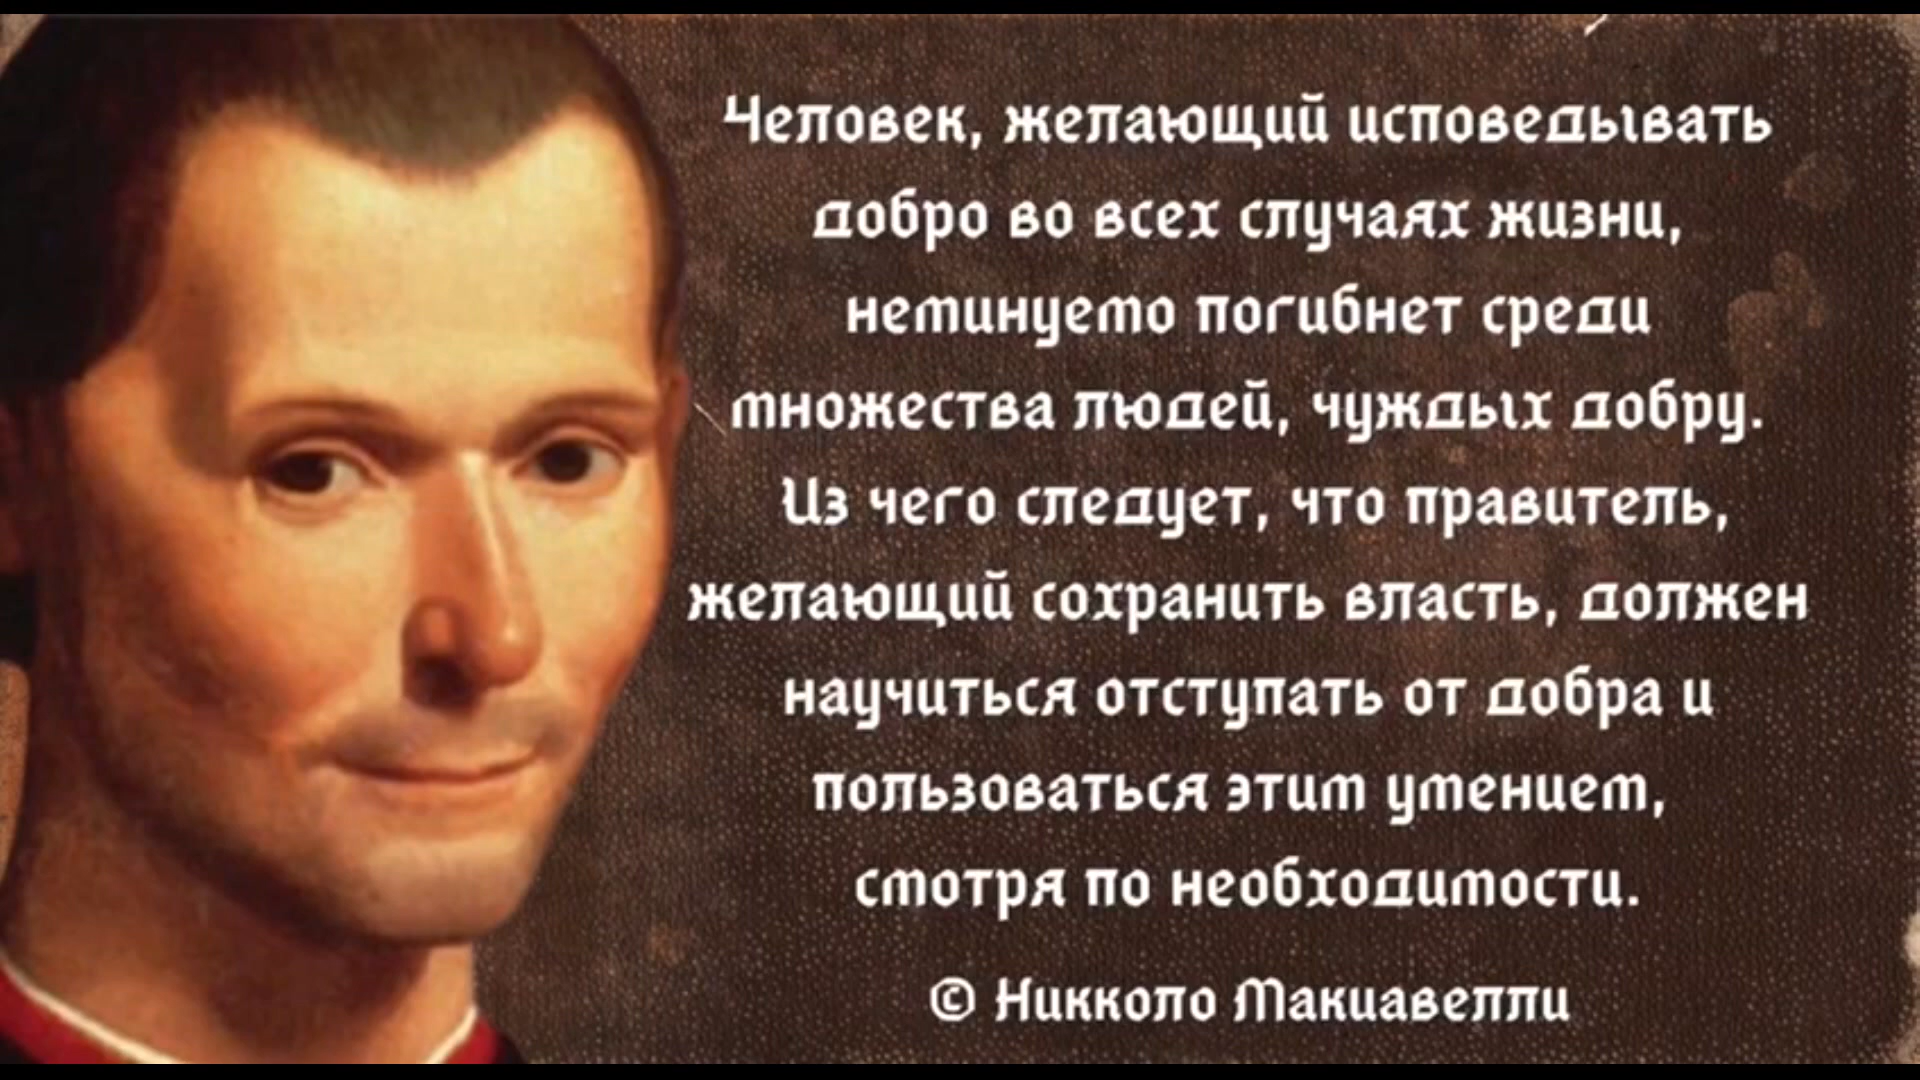 Человек, желающий исповедывать
добро во всех случаях жизни,
неминуемо погибнет среди
множества людей, чуждых добру.
Из чего следует, что правитель,
желающий сохранить власть, должен
научиться отступать от добра и
пользоваться этим умением,
смотря по необходимости.
© Никколо Макиавелли